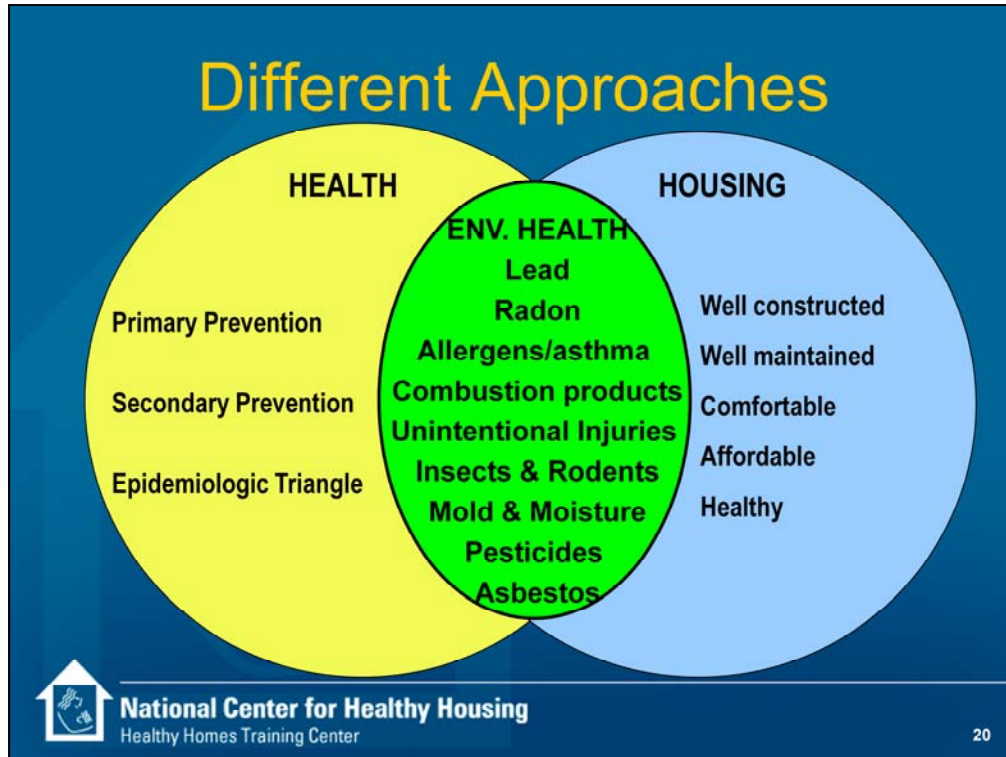 Different Approaches
HEALTH
Primary Prevention
Secondary Prevention
Epidemiologic Triangle
ENV. HEALTH
Lead
Radon
Allergens/asthma
Combustion products
Unintentional Injuries
Insects & Rodents
Mold & Moisture
Pesticides
Asbestos
HOUSING
Well constructed
Well maintained
Comfortable
Affordable
Healthy
National Center for Healthy Housing
Healthy Homes Training Center
20